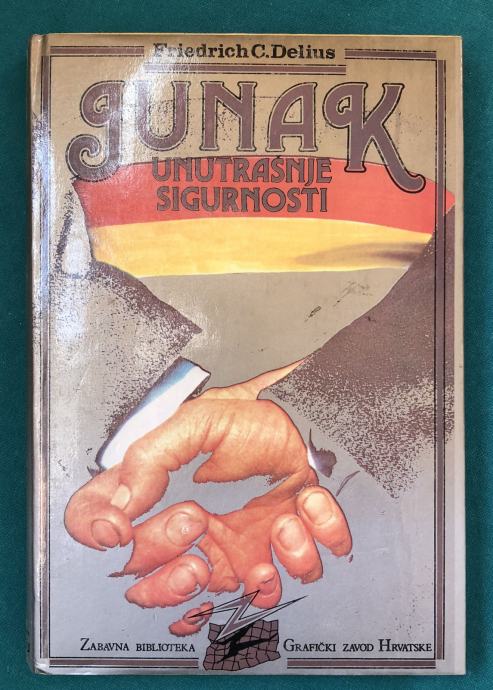 Friedrich C. Delius
JUNAK
UNUTRAŠNJE
SIGURNOSTI
ZABAVNA BIBLIOTEKA GRAFIČKI ZAVOD HRVATSKE